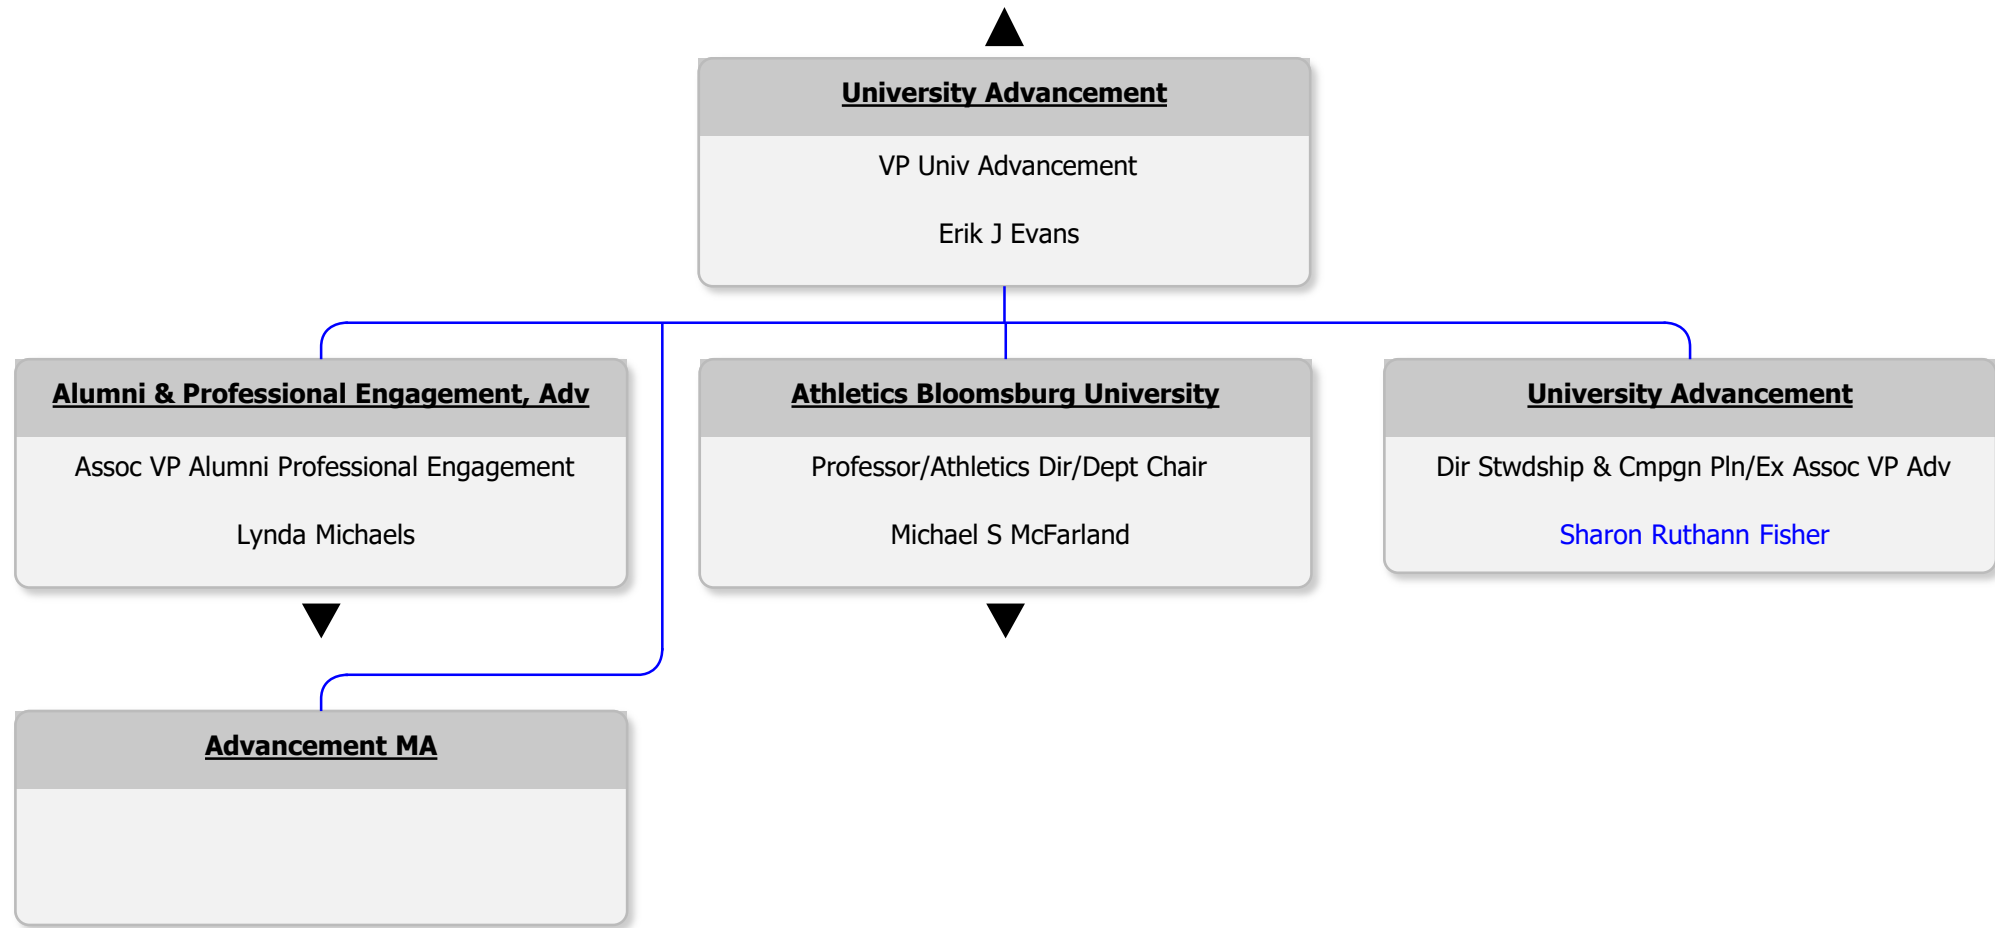 University Advancement
VP Univ Advancement
Erik J Evans
Alumni & Professional Engagement, Adv
Assoc VP Alumni Professional Engagement
Lynda Michaels
Athletics Bloomsburg University
Professor/Athletics Dir/Dept Chair
Michael S McFarland
University Advancement
Dir Stwdship & Cmpgn Pln/Ex Assoc VP Adv
Sharon Ruthann Fisher
Advancement MA